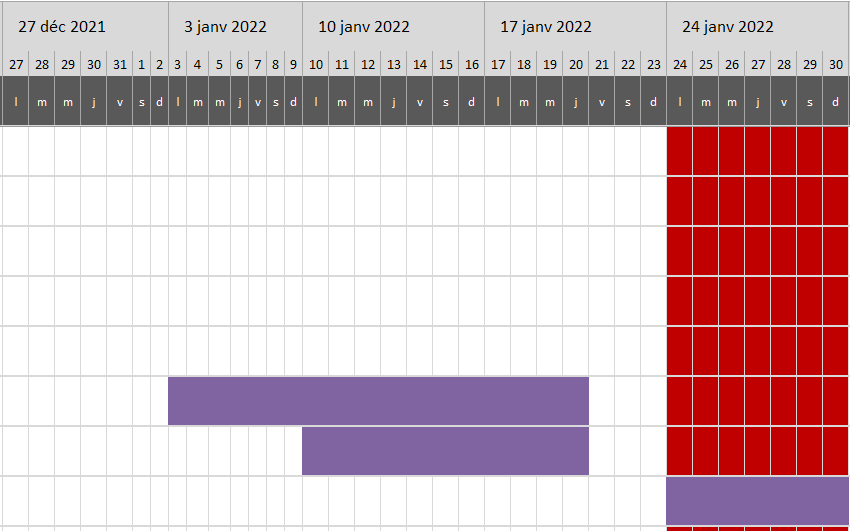 27 déc 2021 3 janv 2022 10 janv 2022 17 janv 2022 24 janv 2022
27 28 29 30 31 1 2 3 4 5 6 7 8 9 10 11 12 13 14 15 16 17 18 19 20 21 22 23 24 25 26 27 28 29 30
l m m j v s d l m m j v s d l m m j v s d l m m j v s d l m m j v s d